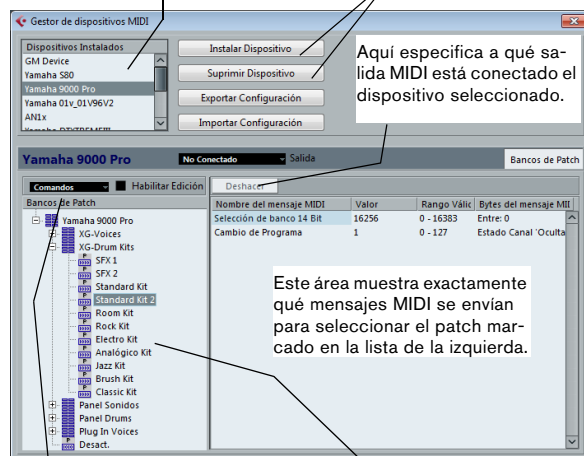 Gestor de dispositivos MIDI
Dispositivos Instalados
GM Device
Yamaha S80
Yamaha 9000 Pro
Yamaha 01v_01V96V2
AN1x
Yamaha DTXTREMEIII
Instalar Dispositivo
Suprimir Dispositivo
Exportar Configuración
Importar Configuración
Aquí especifica a qué sa-
lida MIDI está conectado el
dispositivo seleccionado.
Yamaha 9000 Pro
No Conectado
Salida
Bancos de Patch
Comandos
Habilitar Edición
Deshacer
Bancos de Patch
Yamaha 9000 Pro
XG-Voices
XG-Drum Kits
SFX 1
SFX 2
Standard Kit
Standard Kit 2
Room Kit
Rock Kit
Electro Kit
Analógico Kit
Jazz Kit
Brush Kit
Classic Kit
Panel Sonidos
Panel Drums
Plug In Voices
Desact.
Nombre del mensaje MIDI Valor Rango Válic Bytes del mensaje MII
Selección de banco 14 Bit 16256 0 - 16383 Entre: 0
Cambio de Programa 1 0 - 127 Estado Canal 'Oculta
Este área muestra exactamente
qué mensajes MIDI se envían
para seleccionar el patch mar-
cado en la lista de la izquierda.